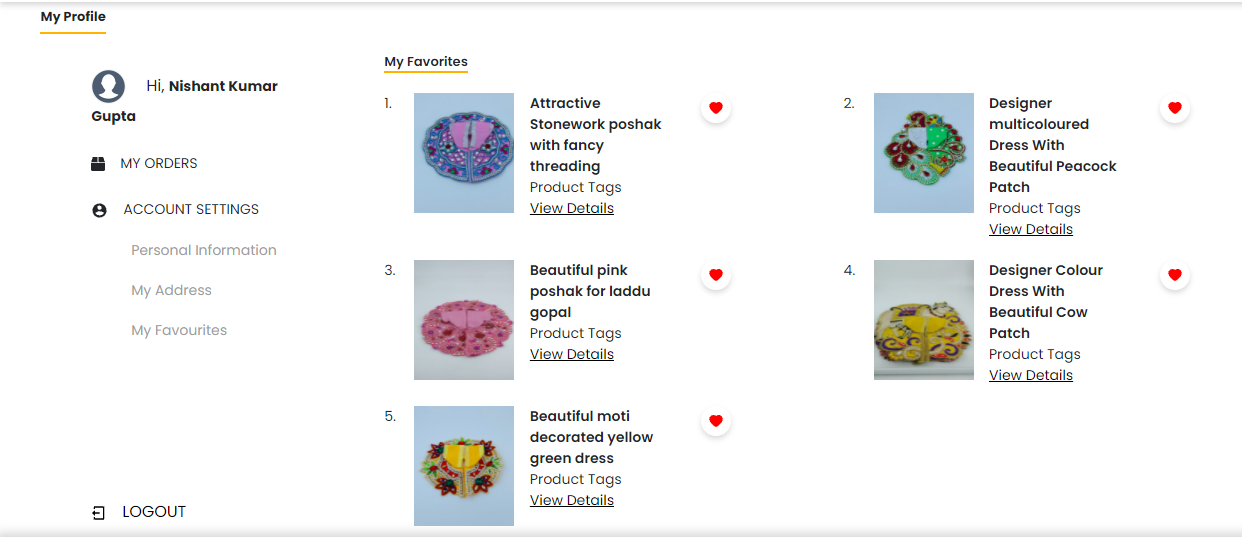 My Profile
Hi, Nishant Kumar
Gupta
MY ORDERS
ACCOUNT SETTINGS
Personal Information
My Address
My Favourites
LOGOUT
My Favorites
1.
Attractive
Stonework poshak
with fancy
threading
Product Tags
View Details
2.
Designer
multicoloured
Dress With
Beautiful Peacock
Patch
Product Tags
View Details
3.
Beautiful pink
poshak for laddu
gopal
Product Tags
View Details
4.
Designer Colour
Dress With
Beautiful Cow
Patch
Product Tags
View Details
5.
Beautiful moti
decorated yellow
green dress
Product Tags
View Details